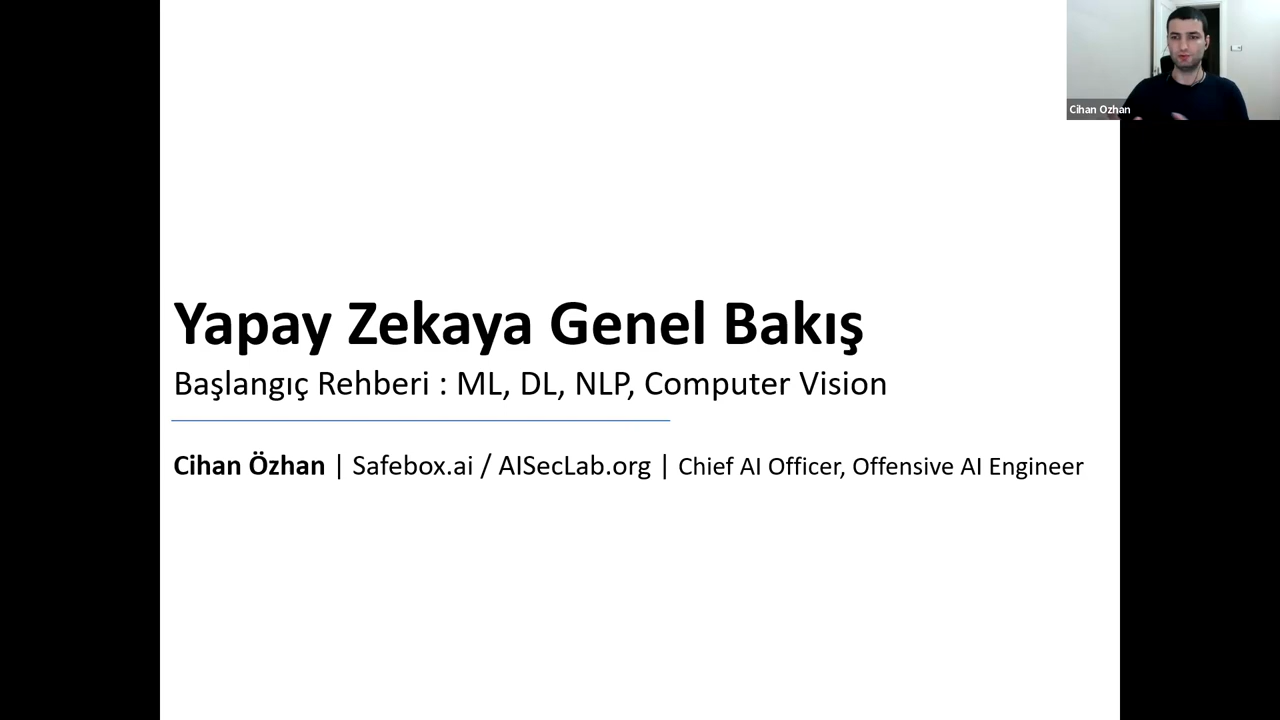 Cihan Ozhan
Yapay Zekaya Genel Bakış
Başlangıç Rehberi : ML, DL, NLP, Computer Vision
Cihan Özhan | Safebox.ai / AISecLab.org | Chief AI Officer, Offensive AI Engineer